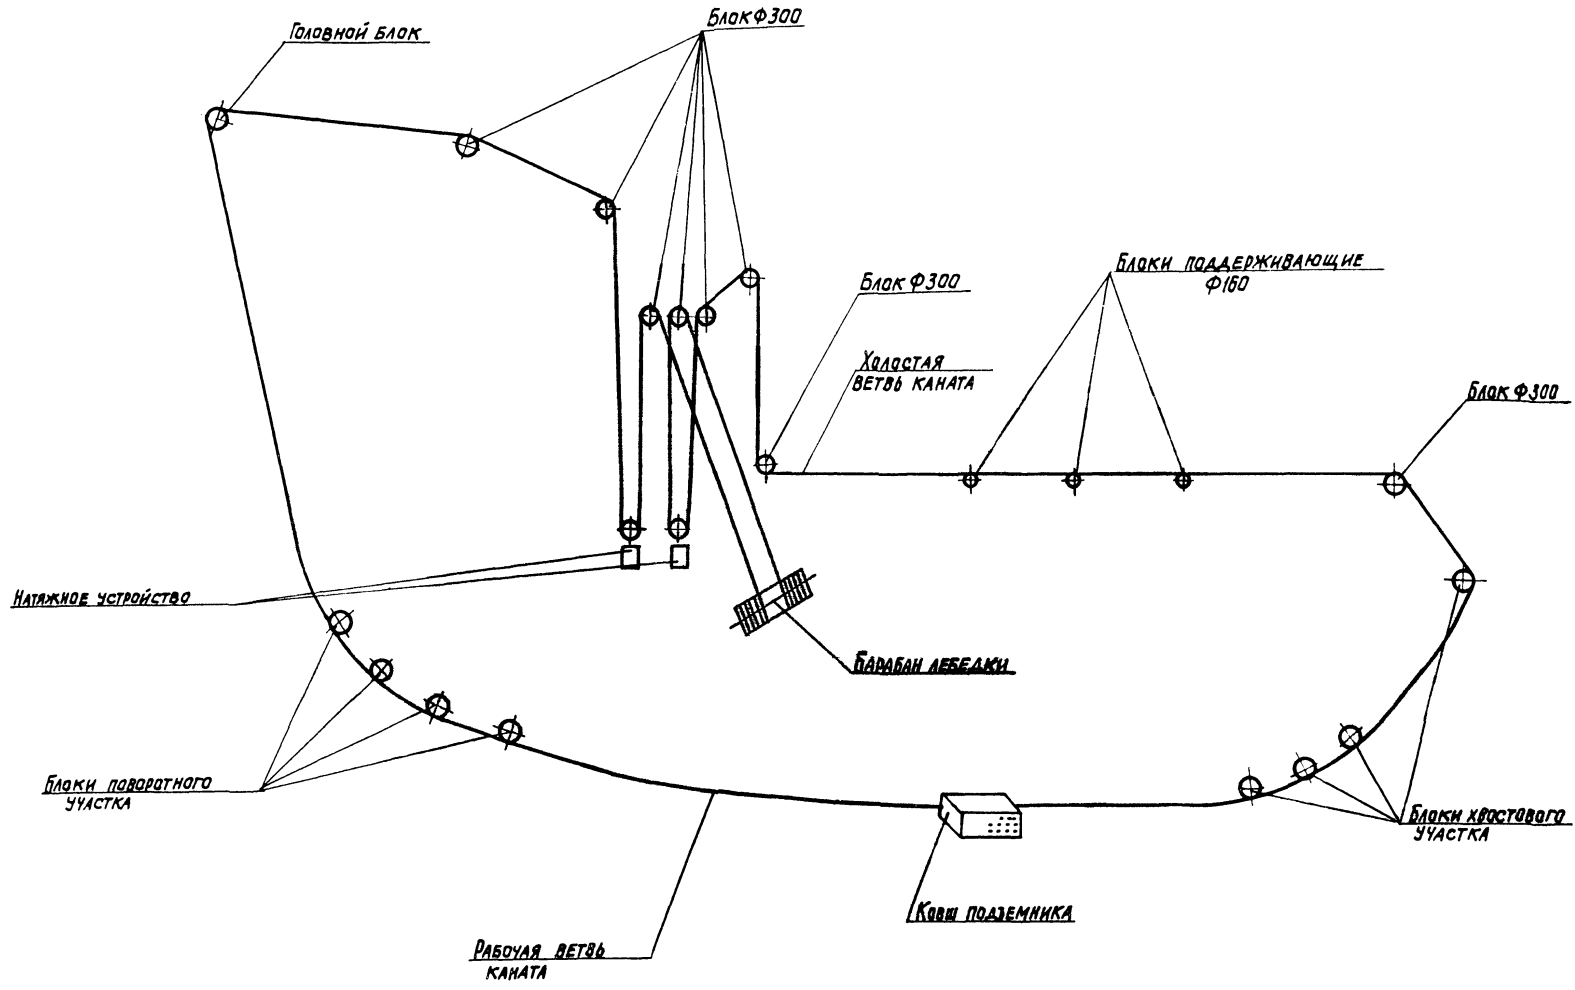 Головной блок
Блок Ф300
Блок Ф300
Блоки поддерживающие
Ф160
Холостая
ветвь каната
Блок Ф300
Натяжное устройство
Барабан лебедки
Блоки поворотного
участка
Блоки хвостового
участка
Ковш подземника
Рабочая ветвь
каната